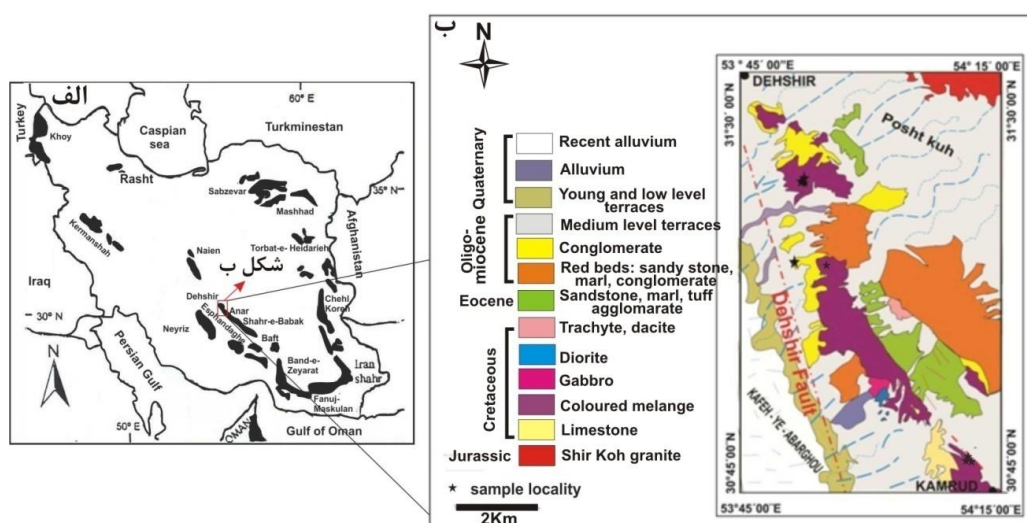 الف
60° E
Turkey
Khoy
Caspian
sea
Turkminestan
Rasht
35° N
Sabzevar
Mashhad
Afghanistan
Kermanshah
Torbat-e- Heidarieh
Naien
شکل ب
Iraq
Dehshir
Anar
Chehl
Koreh
30° N
Esphandaghe
Shahr-e-Babak
Neyriz
Baft
Band-e-
Zeyarat
Iran
shahr
N
Persian Gulf
Fanuj-
Maskulan
50° E
OMAN
Gulf of Oman
ب
N
Quaternary
Recent alluvium
Alluvium
Young and low level
terraces
Oligo-
miocene
Medium level terraces
Conglomerate
Red beds: sandy stone,
marl, conglomerate
Eocene
Sandstone, marl, tuff
agglomarate
Cretaceous
Trachyte, dacite
Diorite
Gabbro
Coloured melange
Limestone
Jurassic
Shir Koh granite
sample locality
2Km
53° 45´ 00˝E
54° 15´ 00˝E
DEHSHIR
31°30´ 00˝N
31°30´ 00˝N
Posht kuh
Dehshir Fault
KAFEH - YE - ABARGHOU
30° 45´ 00˝N
30° 45´ 00˝N
KAMRUD
53°45´ 00˝E
54° 15´ 00˝E